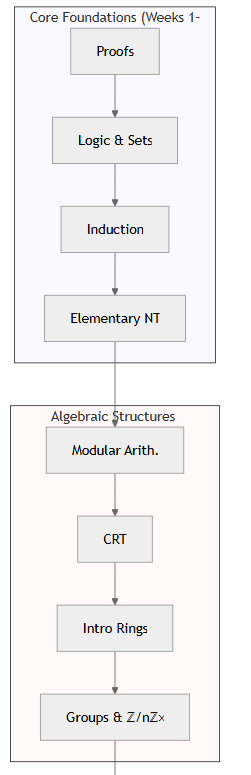 Core Foundations (Weeks 1-
Proofs
Logic & Sets
Induction
Elementary NT
Algebraic Structures
Modular Arith.
CRT
Intro Rings
Groups & ℤ/nℤ×